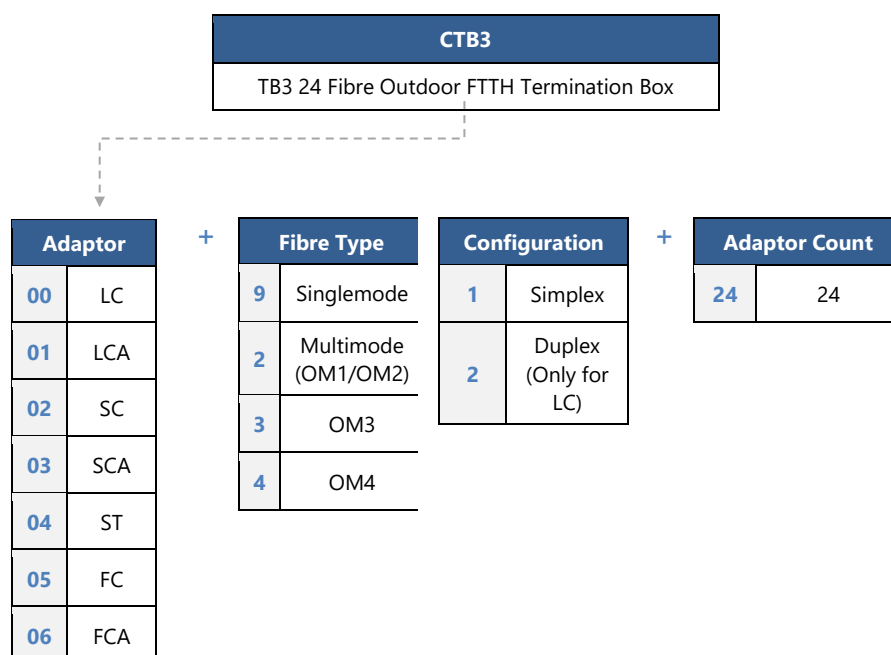 CTB3
TB3 24 Fibre Outdoor FTTH Termination Box
Adaptor
00 LC
01 LCA
02 SC
03 SCA
04 ST
05 FC
06 FCA
+
Fibre Type
9 Singlemode
2 Multimode
(OM1/OM2)
3 OM3
4 OM4
Configuration
1 Simplex
2 Duplex
(Only for
LC)
+
Adaptor Count
24 24